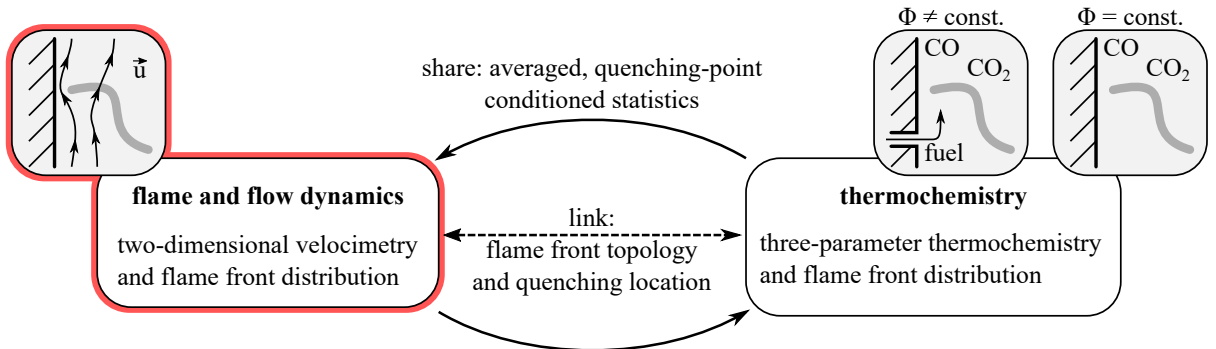 Φ ≠ const.
Φ = const.
u⃗
CO
CO₂
fuel
CO
CO₂
share: averaged, quenching-point
conditioned statistics
flame and flow dynamics
two-dimensional velocimetry
and flame front distribution
link:
flame front topology
and quenching location
thermochemistry
three-parameter thermochemistry
and flame front distribution